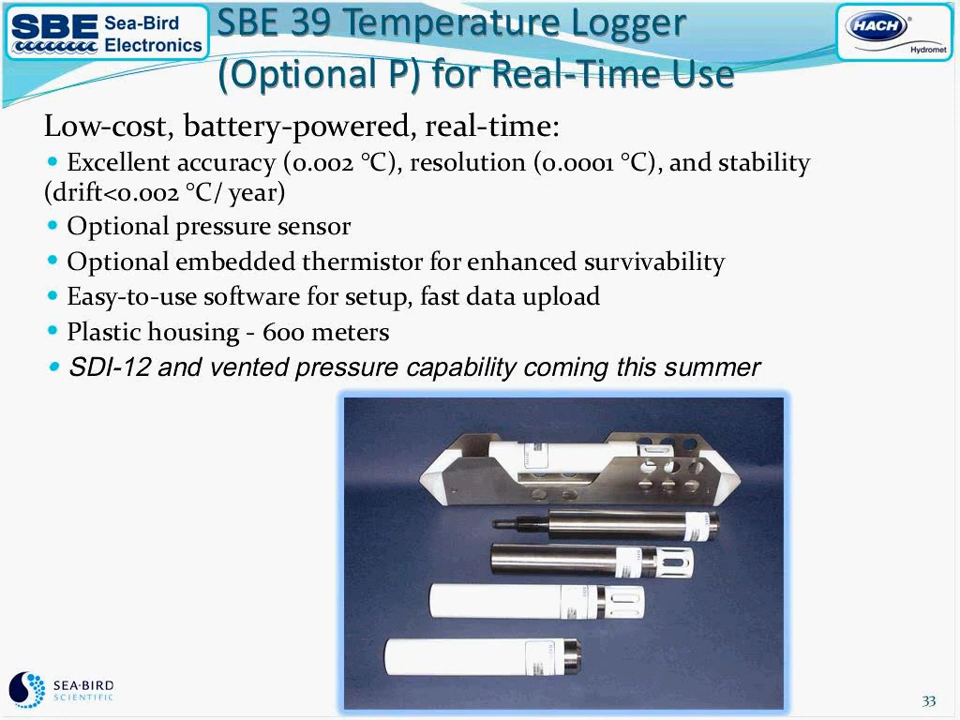 SBE Sea-Bird
Electronics
SBE 39 Temperature Logger
(Optional P) for Real-Time Use
HACH
Hydromet
Low-cost, battery-powered, real-time:
• Excellent accuracy (0.002 °C), resolution (0.0001 °C), and stability
(drift<0.002 °C/ year)
• Optional pressure sensor
• Optional embedded thermistor for enhanced survivability
• Easy-to-use software for setup, fast data upload
• Plastic housing - 600 meters
• SDI-12 and vented pressure capability coming this summer
SEA·BIRD
SCIENTIFIC
33